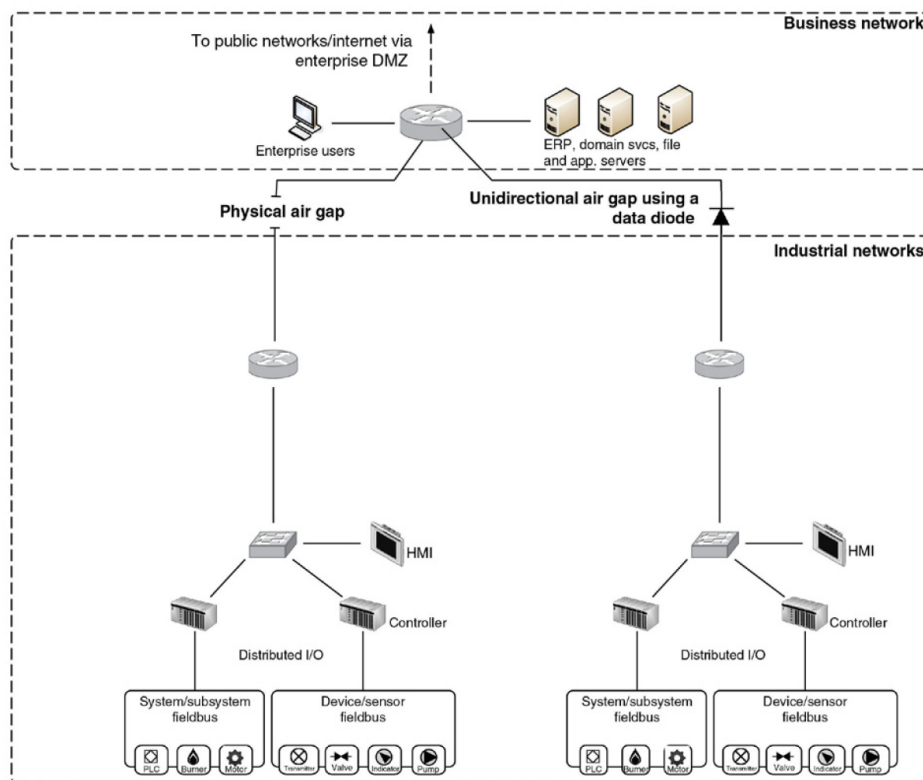 Business network
To public networks/internet via
enterprise DMZ
Enterprise users
ERP, domain svcs, file
and app. servers
Physical air gap
Unidirectional air gap using a
data diode
Industrial networks
HMI
Controller
Distributed I/O
System/subsystem
fieldbus
PLC
Burner
Motor
Device/sensor
fieldbus
Transmitter
Valve
Indicator
Pump
HMI
Controller
Distributed I/O
System/subsystem
fieldbus
PLC
Burner
Motor
Device/sensor
fieldbus
Transmitter
Valve
Indicator
Pump